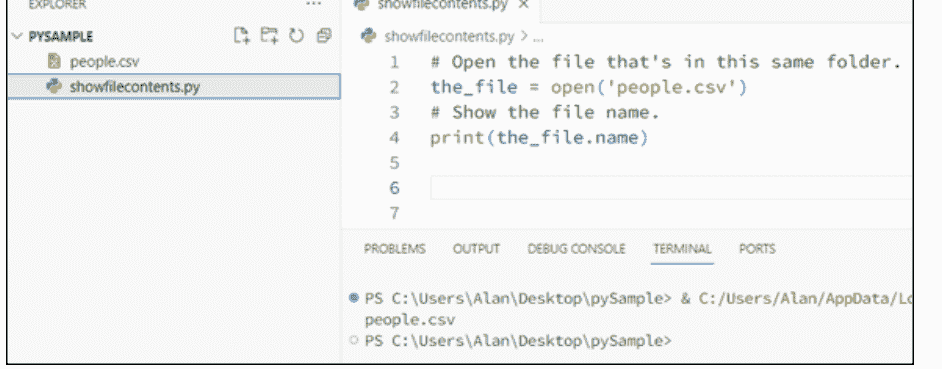 EXPLORER ...
PYSAMPLE
people.csv
showfilecontents.py
showfilecontents.py ×
showfilecontents.py > ...
1 # Open the file that's in this same folder.
2 the_file = open('people.csv')
3 # Show the file name.
4 print(the_file.name)
5
6
7
PROBLEMS OUTPUT DEBUG CONSOLE TERMINAL PORTS
PS C:\Users\Alan\Desktop\pySample> & C:/Users/Alan/AppData/Lo
people.csv
PS C:\Users\Alan\Desktop\pySample>